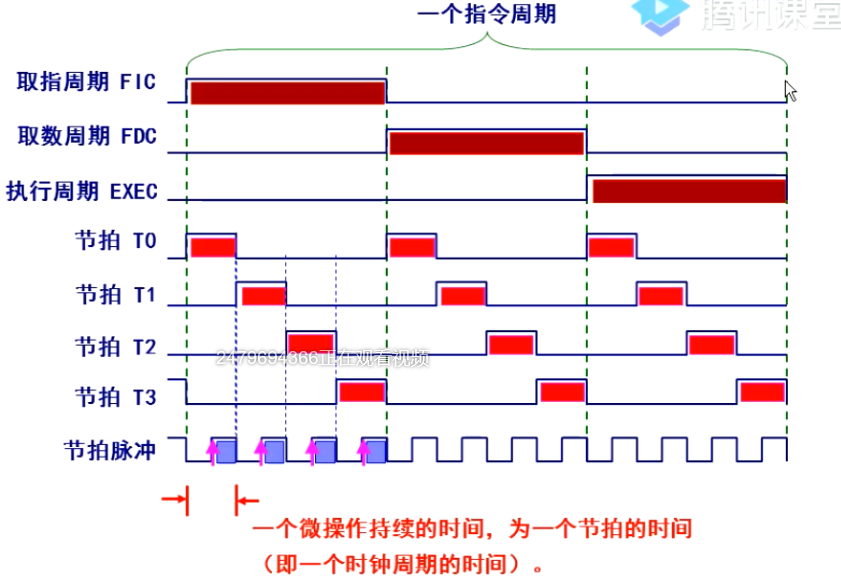 一个指令周期
腾讯课堂
取指周期 FIC
取数周期 FDC
执行周期 EXEC
节拍 T0
节拍 T1
节拍 T2
2479694366正在观看视频
节拍 T3
节拍脉冲
一个微操作持续的时间，为一个节拍的时间
（即一个时钟周期的时间）。